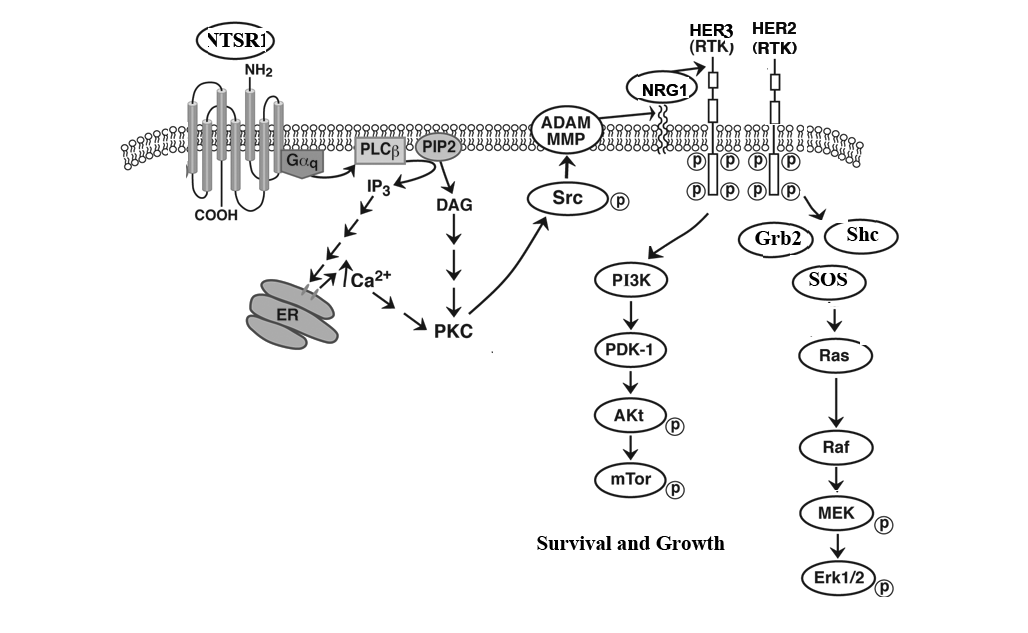 NTSR1
NH2
Gαq
PLCβ
PIP2
IP3
DAG
COOH
Ca2+
ER
PKC
Src
p
ADAM
MMP
NRG1
HER3
(RTK)
HER2
(RTK)
p p p p
p p p p
Grb2
Shc
SOS
PI3K
PDK-1
AKt
p
mTor
p
Ras
Raf
MEK
p
Erk1/2
p
Survival and Growth